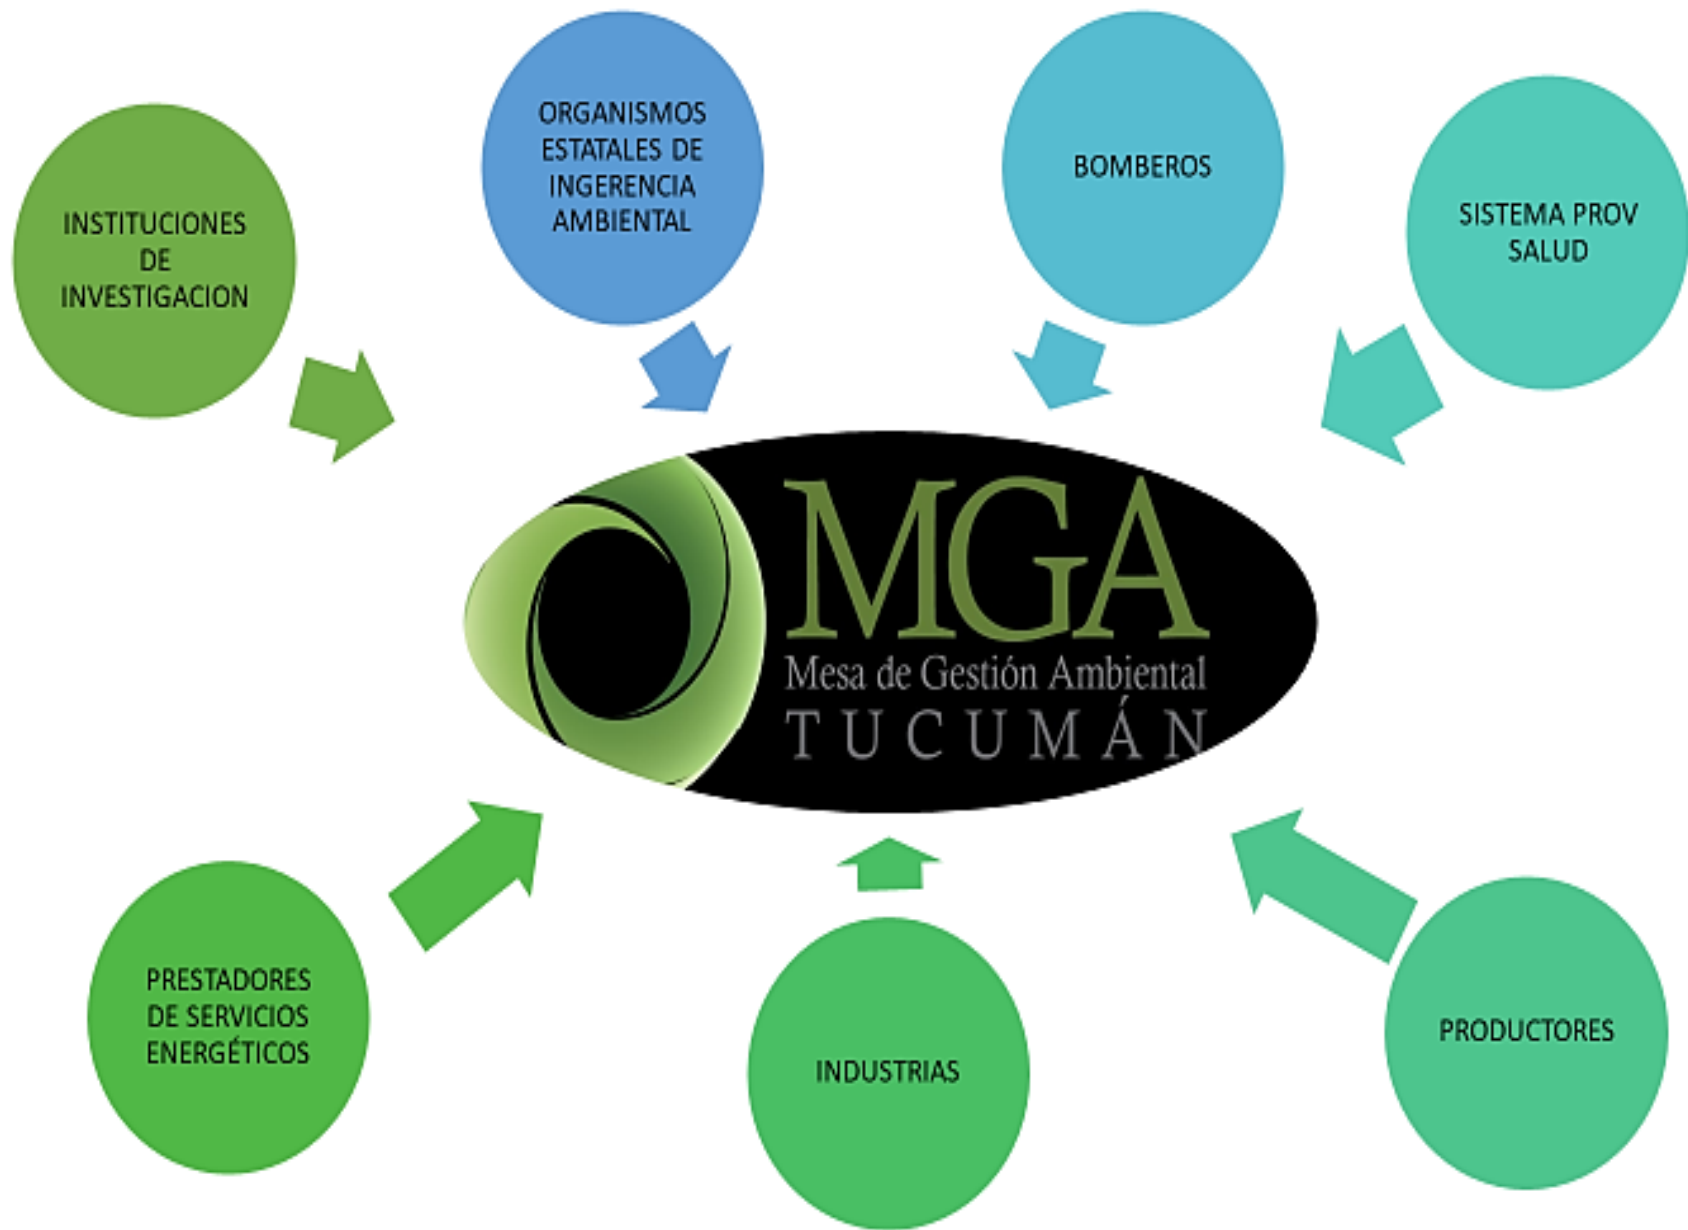 INSTITUCIONES
DE
INVESTIGACION
ORGANISMOS
ESTATALES DE
INGERENCIA
AMBIENTAL
BOMBEROS
SISTEMA PROV
SALUD
MGA
Mesa de Gestión Ambiental
TUCUMÁN
PRESTADORES
DE SERVICIOS
ENERGÉTICOS
INDUSTRIAS
PRODUCTORES